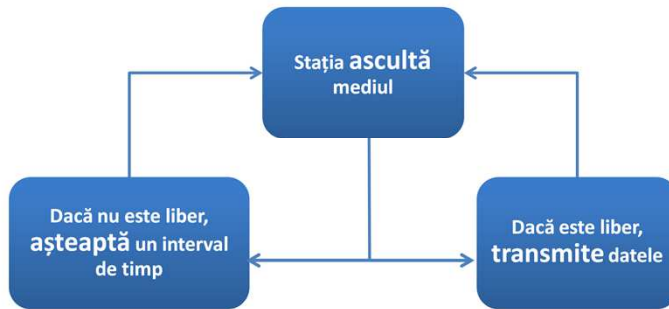 Stația ascultă
mediul
Dacă nu este liber,
așteaptă un interval
de timp
Dacă este liber,
transmite datele